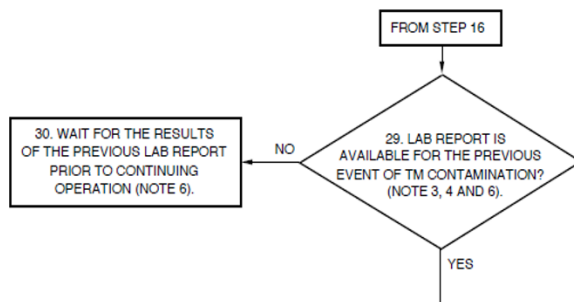 FROM STEP 16
29. LAB REPORT IS
AVAILABLE FOR THE PREVIOUS
EVENT OF TM CONTAMINATION?
(NOTE 3, 4 AND 6).
NO
30. WAIT FOR THE RESULTS
OF THE PREVIOUS LAB REPORT
PRIOR TO CONTINUING
OPERATION (NOTE 6).
YES